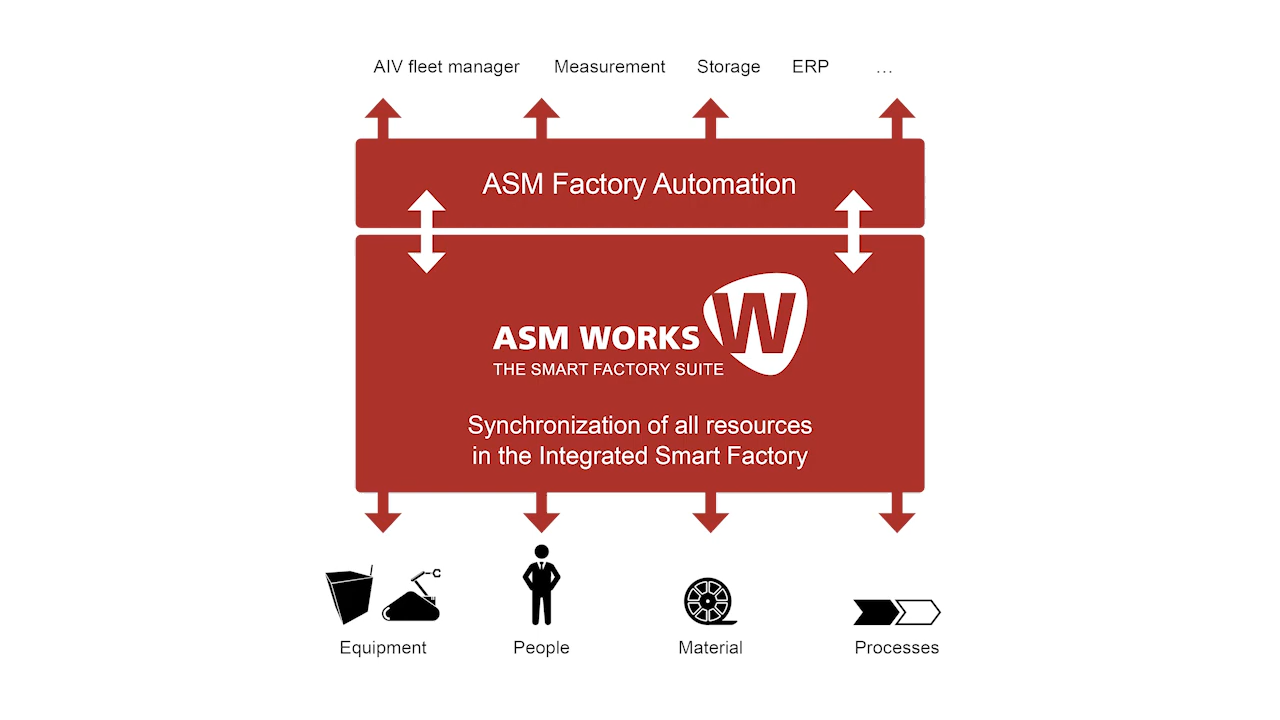 AIV fleet manager Measurement Storage ERP ...
ASM Factory Automation
W
ASM WORKS
THE SMART FACTORY SUITE
Synchronization of all resources
in the Integrated Smart Factory
Equipment People Material Processes